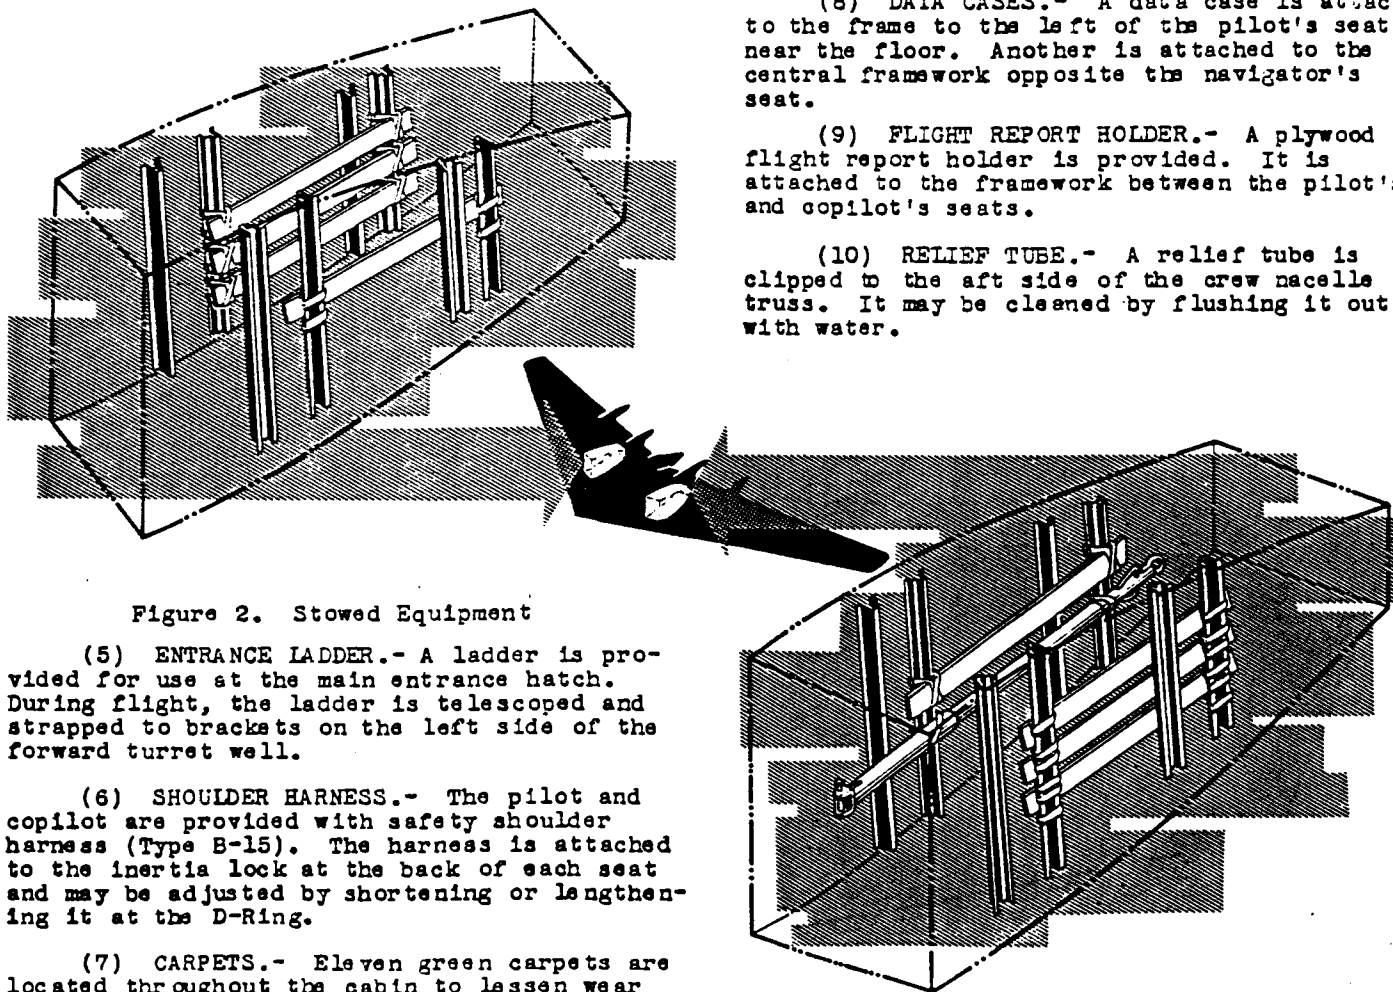 Figure 2. Stowed Equipment
(5) ENTRANCE LADDER.- A ladder is pro-
vided for use at the main entrance hatch.
During flight, the ladder is telescoped and
strapped to brackets on the left side of the
forward turret well.
(6) SHOULDER HARNESS.- The pilot and
copilot are provided with safety shoulder
harness (Type B-15). The harness is attached
to the inertia lock at the back of each seat
and may be adjusted by shortening or lengthen-
ing it at the D-Ring.
(7) CARPETS.- Eleven green carpets are
located throughout the cabin to lessen wear
(8) DATA CASES.- A data case is attac
to the frame to the left of the pilot's seat
near the floor. Another is attached to the
central framework opposite the navigator's
seat.
(9) FLIGHT REPORT HOLDER.- A plywood
flight report holder is provided. It is
attached to the framework between the pilot's
and copilot's seats.
(10) RELIEF TUBE.- A relief tube is
clipped to the aft side of the crew nacelle
truss. It may be cleaned by flushing it out
with water.